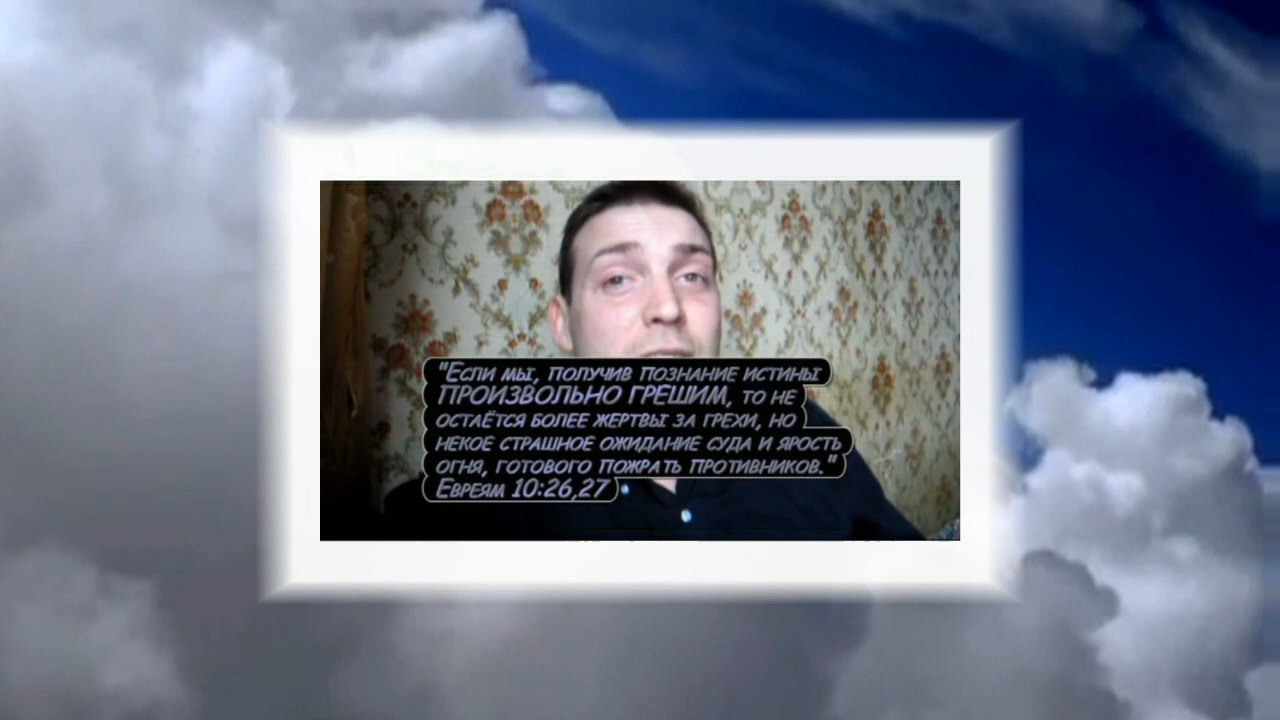 "Если мы, получив познание истины
ПРОИЗВОЛЬНО ГРЕШИМ, то не
остаётся более жертвы за грехи, но
некое страшное ожидание суда и ярость
огня, готового пожрать противников."
Евреям 10:26,27